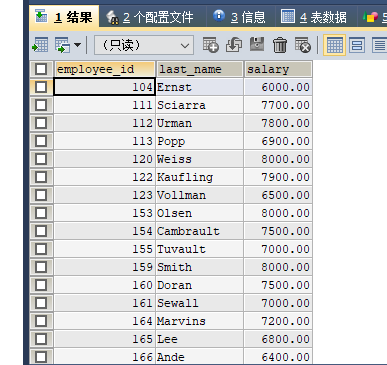 1 结果 2 个配置文件 3 信息 4 表数据
（只读）
employee_id last_name salary
104 Ernst 6000.00
111 Sciarra 7700.00
112 Urman 7800.00
113 Popp 6900.00
120 Weiss 8000.00
122 Kaufling 7900.00
123 Vollman 6500.00
153 Olsen 8000.00
154 Cambrault 7500.00
155 Tuvault 7000.00
159 Smith 8000.00
160 Doran 7500.00
161 Sewall 7000.00
164 Marvins 7200.00
165 Lee 6800.00
166 Ande 6400.00